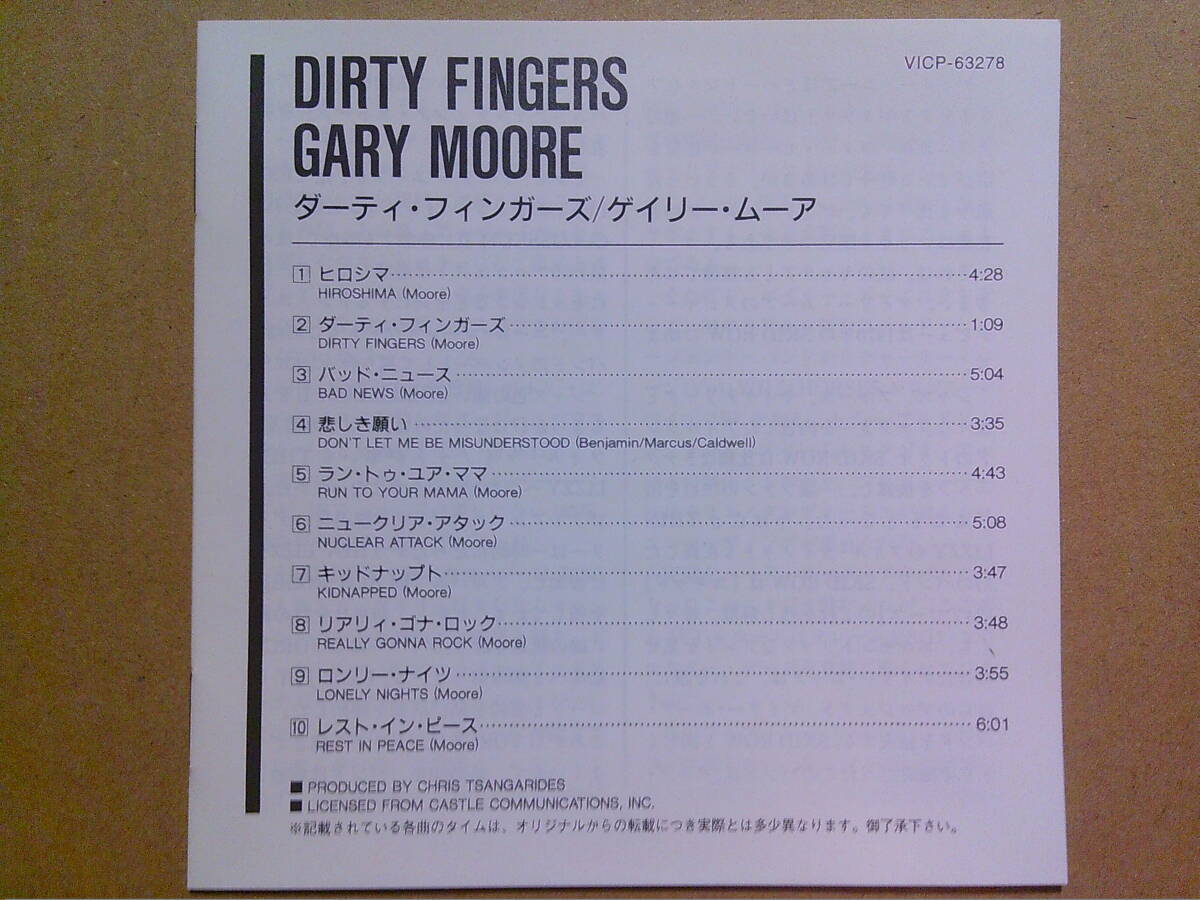 VICP-63278
DIRTY FINGERS
GARY MOORE
ダーティ・フィンガーズ/ゲイリー・ムーア
1 ヒロシマ 4:28
HIROSHIMA (Moore)
2 ダーティ・フィンガーズ 1:09
DIRTY FINGERS (Moore)
3 バッド・ニュース 5:04
BAD NEWS (Moore)
4 悲しき願い 3:35
DON'T LET ME BE MISUNDERSTOOD (Benjamin/Marcus/Caldwell)
5 ラン・トゥ・ユア・ママ 4:43
RUN TO YOUR MAMA (Moore)
6 ニュークリア・アタック 5:08
NUCLEAR ATTACK (Moore)
7 キッドナップト 3:47
KIDNAPPED (Moore)
8 リアリィ・ゴナ・ロック 3:48
REALLY GONNA ROCK (Moore)
9 ロンリー・ナイツ 3:55
LONELY NIGHTS (Moore)
10 レスト・イン・ピース 6:01
REST IN PEACE (Moore)
■ PRODUCED BY CHRIS TSANGARIDES
■ LICENSED FROM CASTLE COMMUNICATIONS, INC.
※記載されている各曲のタイムは、オリジナルからの転載につき実際とは多少異なります。御了承下さい。